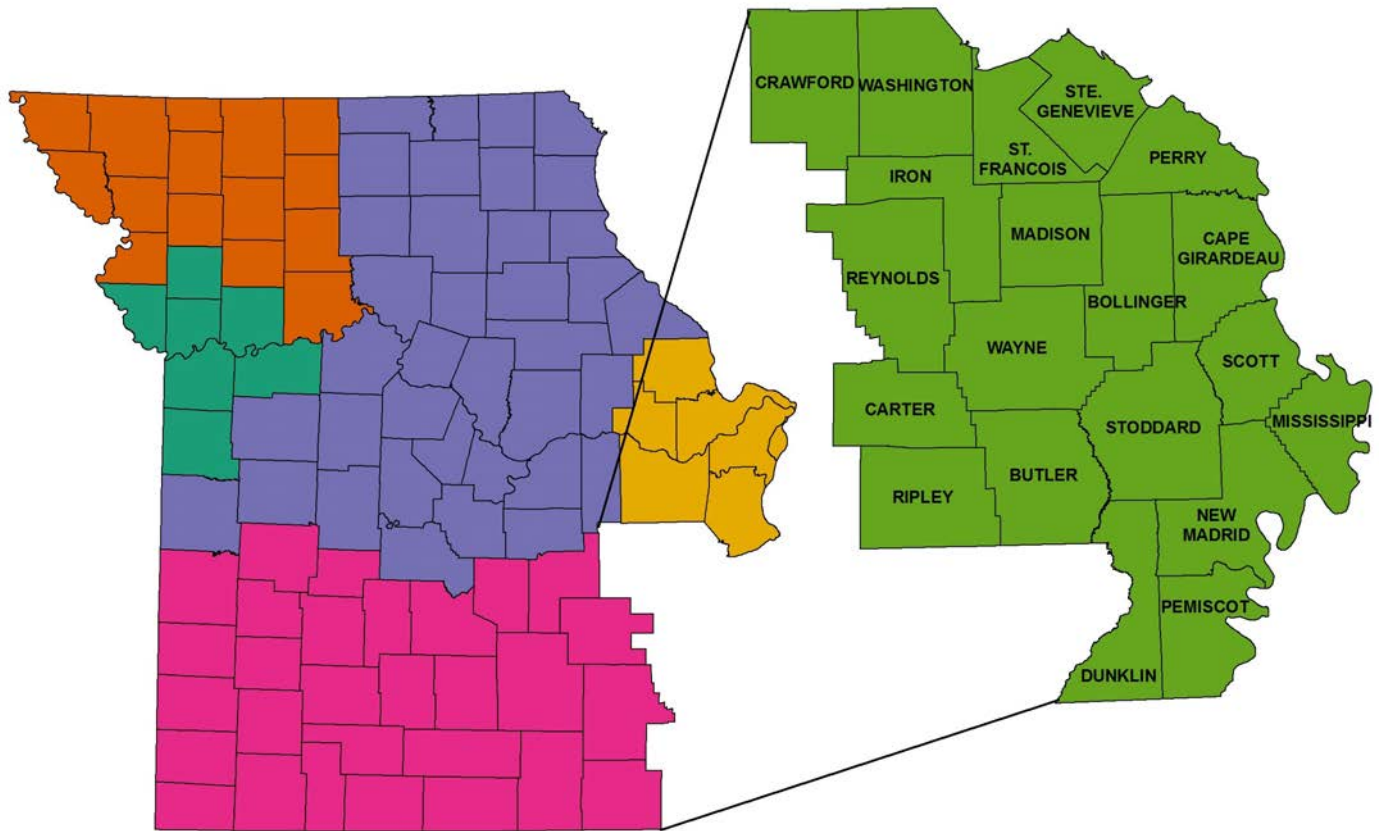 CRAWFORD
WASHINGTON
STE.
GENEVIEVE
ST.
FRANCOIS
PERRY
IRON
MADISON
CAPE
GIRARDEAU
REYNOLDS
BOLLINGER
WAYNE
SCOTT
CARTER
STODDARD
MISSISSIPPI
BUTLER
RIPLEY
NEW
MADRID
PEMISCOT
DUNKLIN